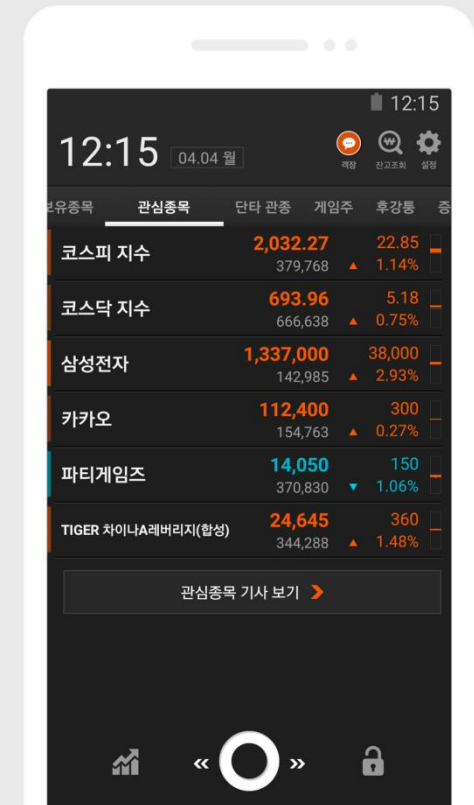 12:15
12:15 04.04 월
객장 잔고조회 설정
보유종목 관심종목 단타 관종 게임주 후강퉁 증
코스피 지수 2,032.27 22.85
379,768 ▲ 1.14%
코스닥 지수 693.96 5.18
666,638 ▲ 0.75%
삼성전자 1,337,000 38,000
142,985 ▲ 2.93%
카카오 112,400 300
154,763 ▲ 0.27%
파티게임즈 14,050 150
370,830 ▼ 1.06%
TIGER 차이나A레버리지(합성) 24,645 360
344,288 ▲ 1.48%
관심종목 기사 보기